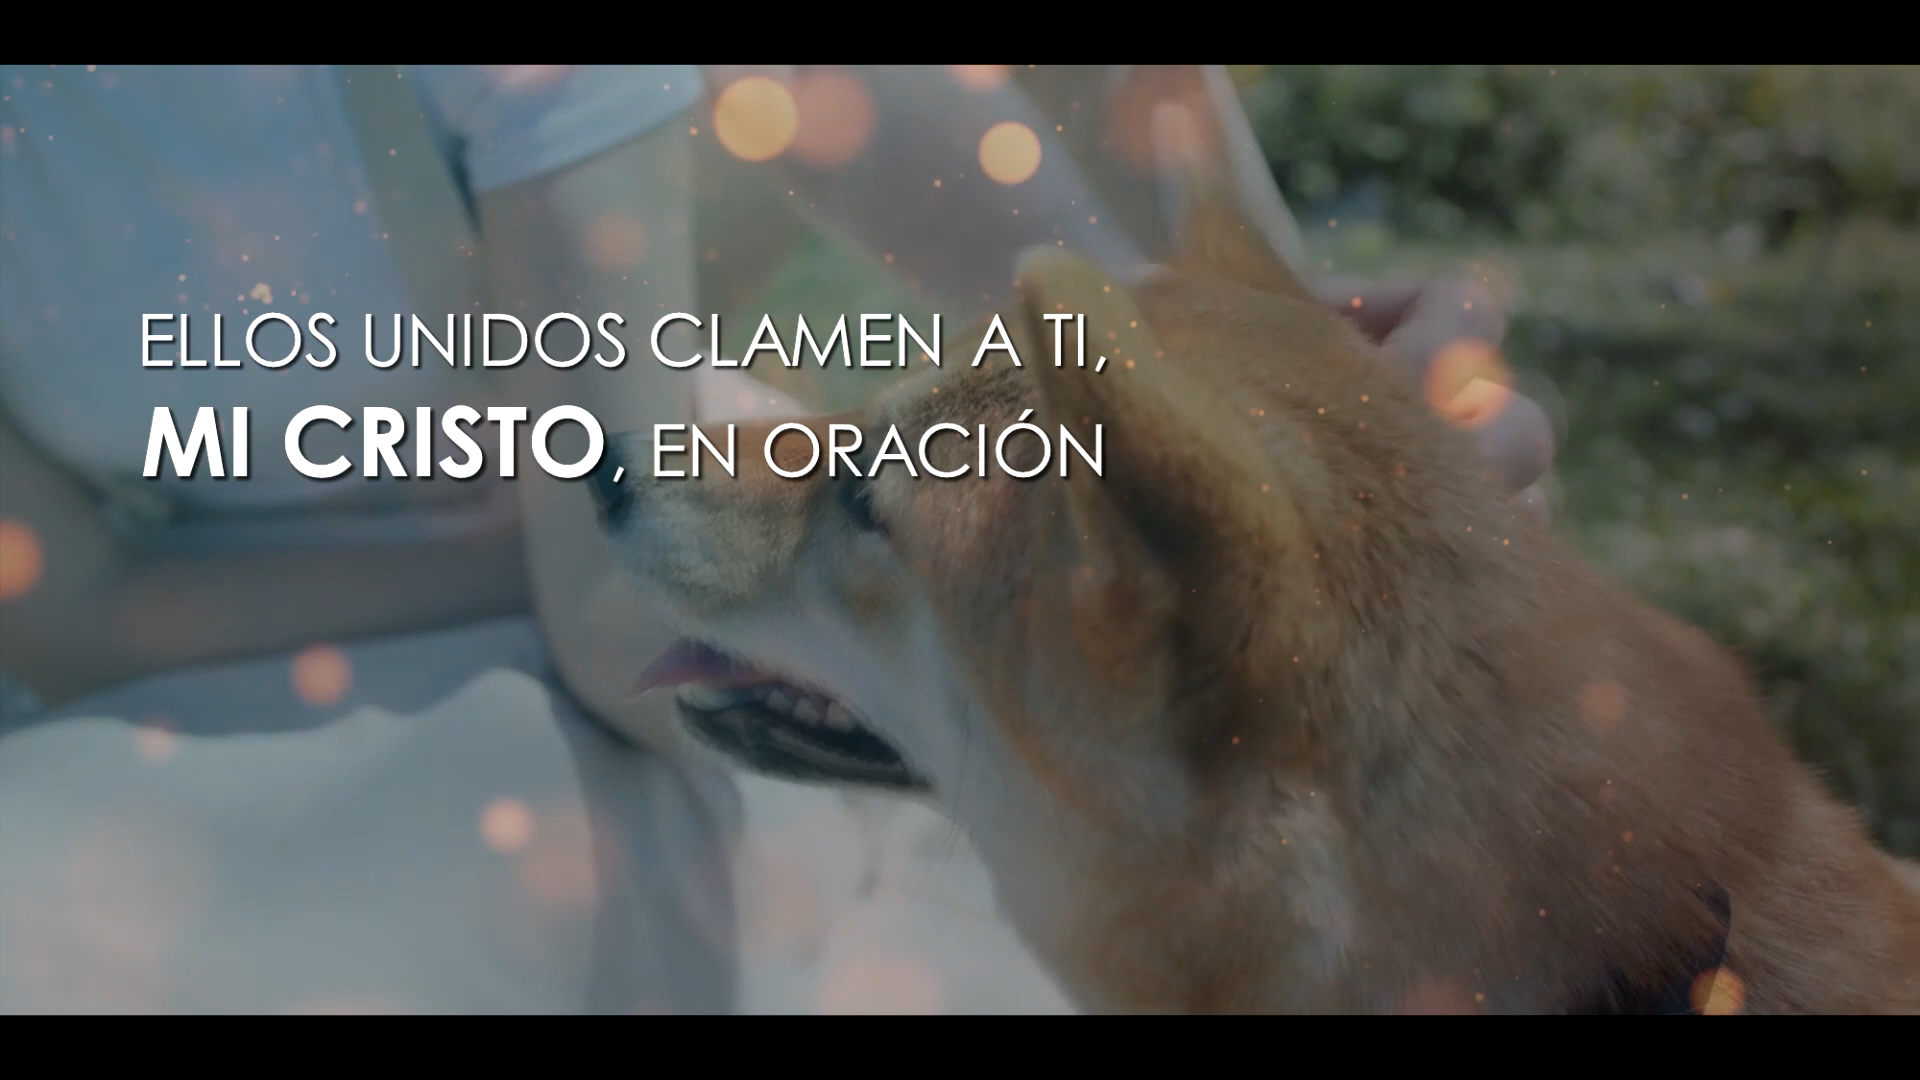 ELLOS UNIDOS CLAMEN A TI,
MI CRISTO, EN ORACIÓN